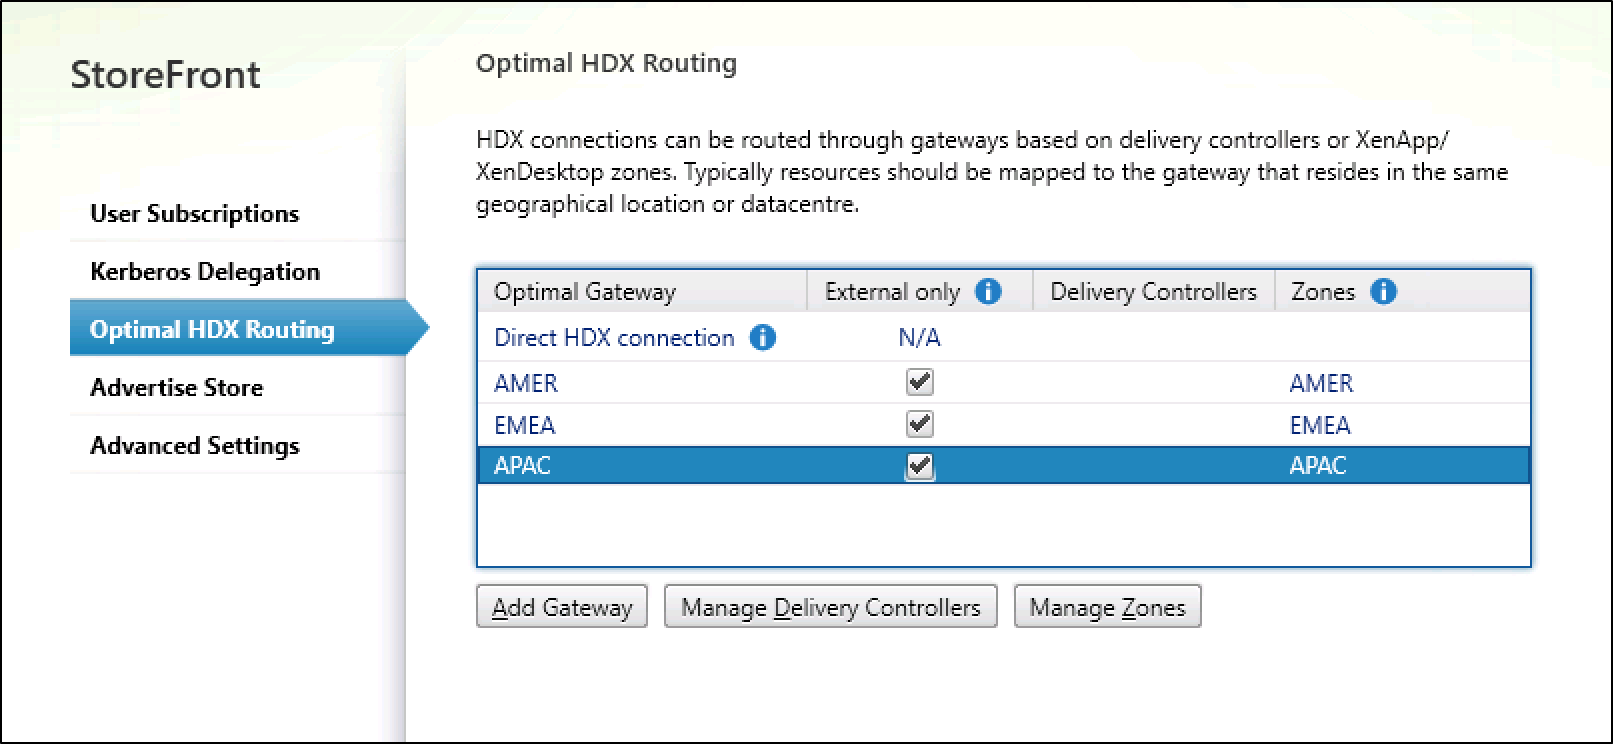 StoreFront
User Subscriptions
Kerberos Delegation
Optimal HDX Routing
Advertise Store
Advanced Settings
Optimal HDX Routing
HDX connections can be routed through gateways based on delivery controllers or XenApp/
XenDesktop zones. Typically resources should be mapped to the gateway that resides in the same
geographical location or datacentre.
Optimal Gateway External only Delivery Controllers Zones
Direct HDX connection N/A
AMER AMER
EMEA EMEA
APAC APAC
Add Gateway Manage Delivery Controllers Manage Zones